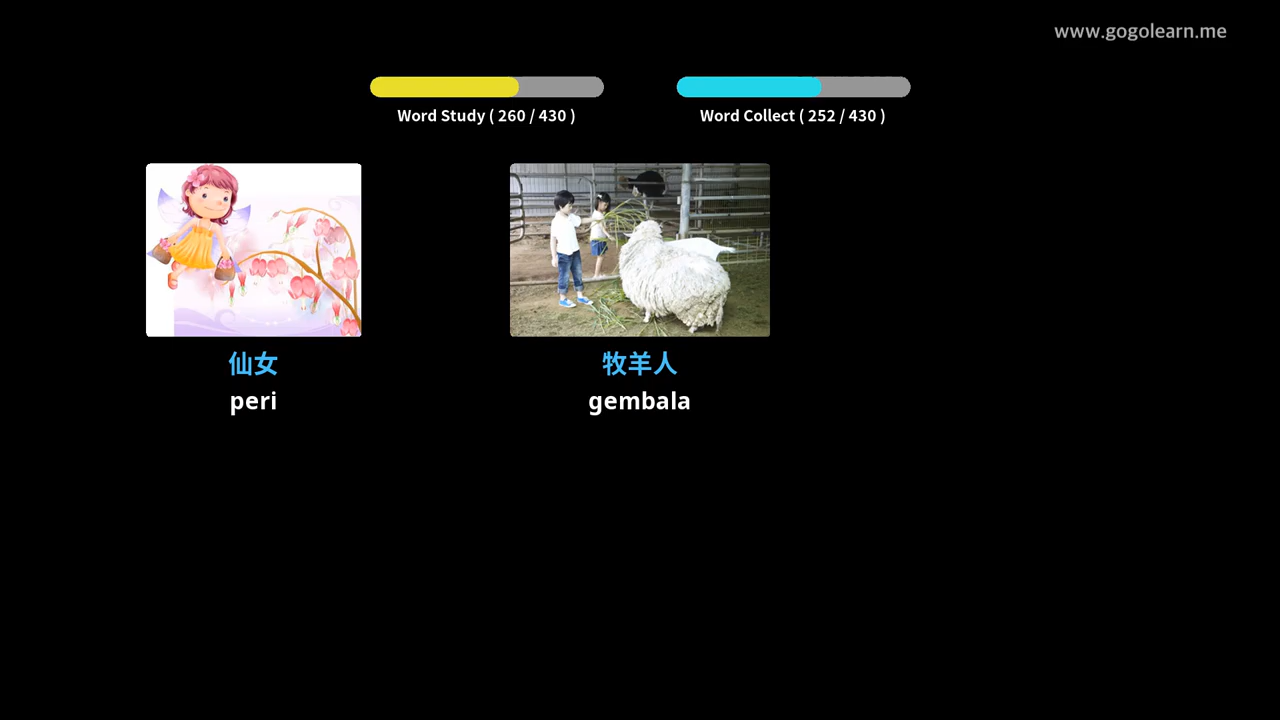 www.gogolearn.me
Word Study ( 260 / 430 )
Word Collect ( 252 / 430 )
仙女
peri
牧羊人
gembala